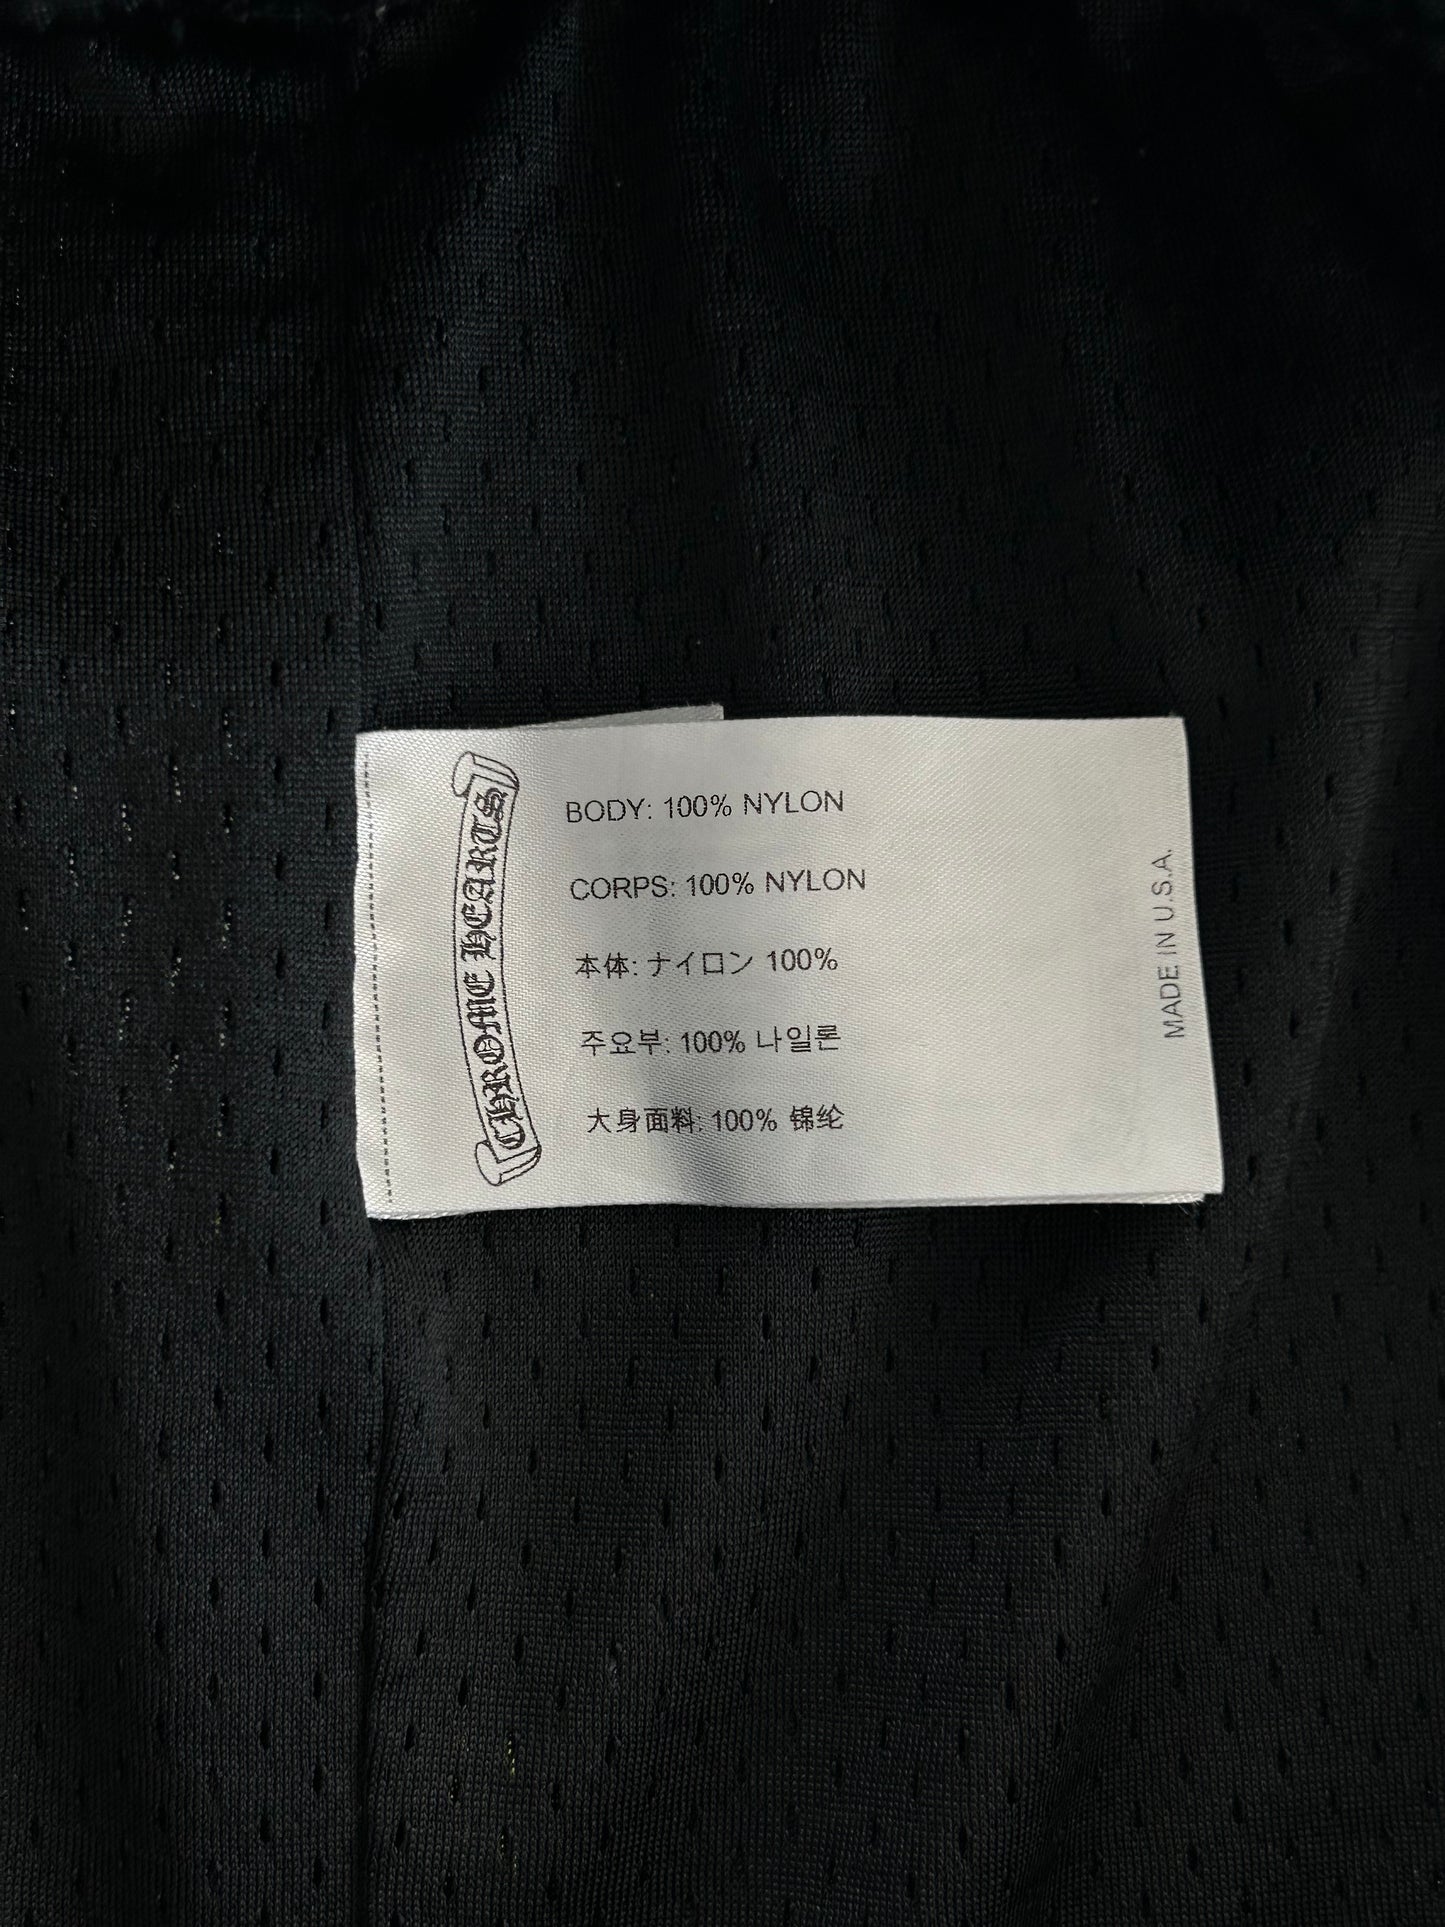 CHROME HEARTS
BODY: 100% NYLON
CORPS: 100% NYLON
本体: ナイロン 100%
주요부: 100% 나일론
大身面料: 100% 锦纶
MADE IN U.S.A.